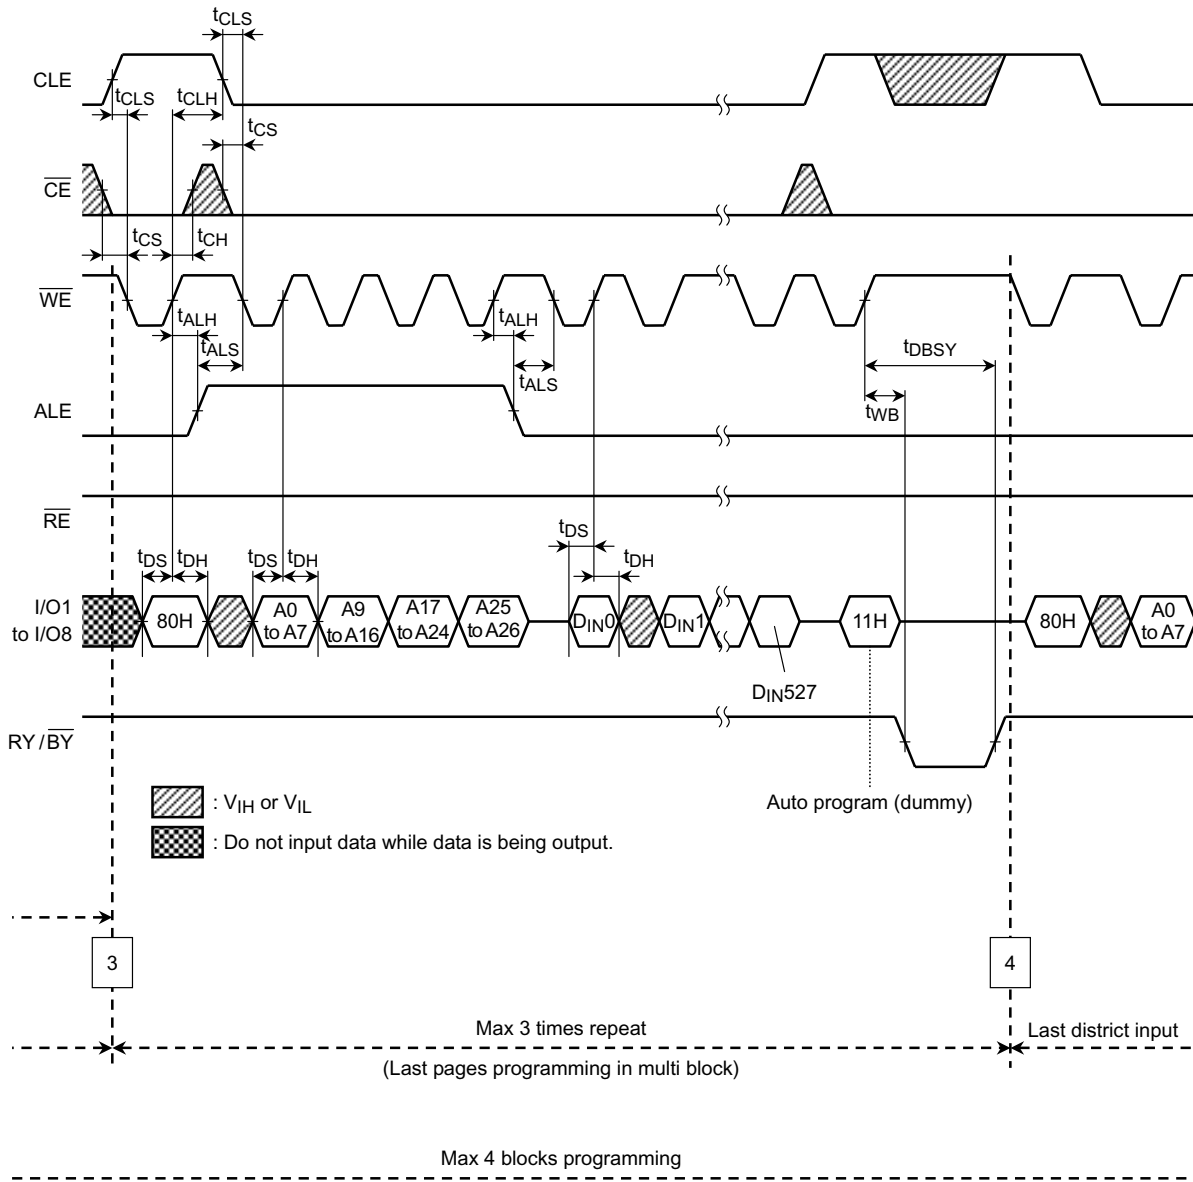 tCLS
CLE
tCLS
tCLH
tCS
CE
tCS
tCH
WE
tALH
tALH
tALS
tDBSY
tALS
ALE
tWB
RE
tDS
tDH
tDS
tDH
tDS
tDH
I/O1
to I/O8
80H
A0
to A7
A9
to A16
A17
to A24
A25
to A26
DIN0
DIN1
11H
80H
A0
to A7
DIN527
RY/BY
: VIH or VIL
Auto program (dummy)
: Do not input data while data is being output.
3
4
Max 3 times repeat
Last district input
(Last pages programming in multi block)
Max 4 blocks programming